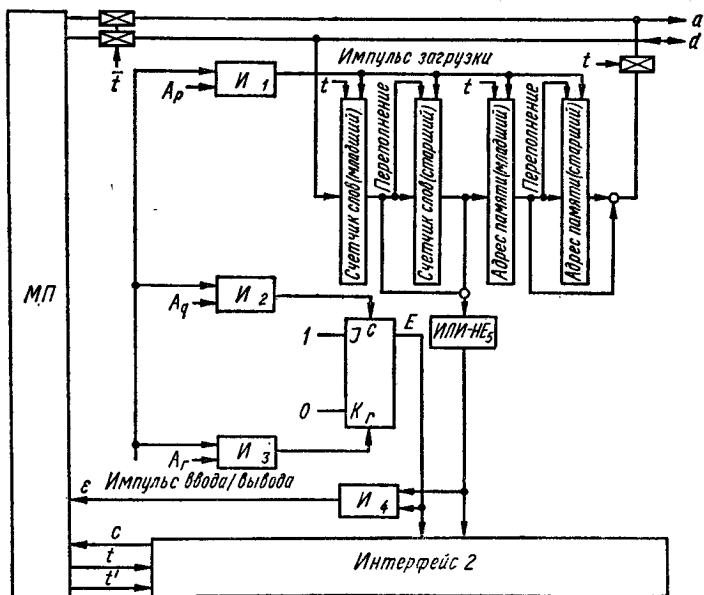 a
d
t̄
Импульс загрузки
t
И 1
Aр
t
Счетчик слов (младший)
Переполнение
Счетчик слов (старший)
t
Адрес памяти (младший)
Переполнение
Адрес памяти (старший)
МП
И 2
Aq
1
J C
E
ИЛИ-НЕ5
0
K r
И 3
Ar
Импульс ввода/вывода
ε
И 4
c
t
t'
Интерфейс 2